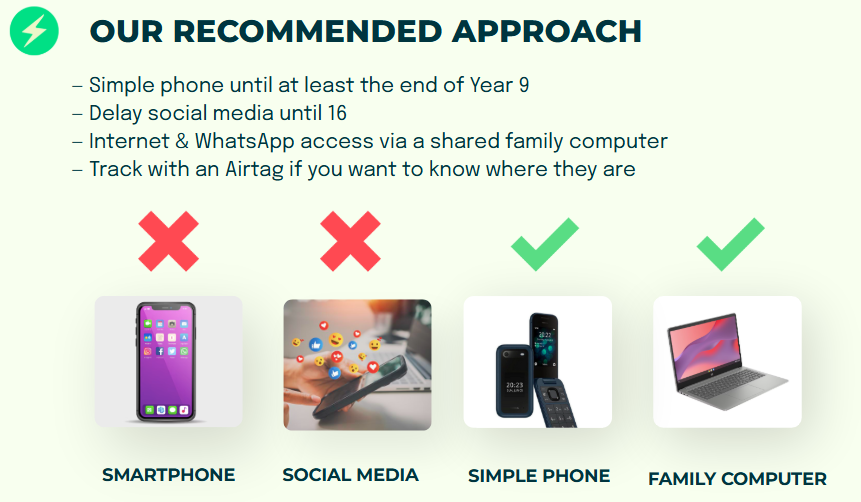 OUR RECOMMENDED APPROACH
– Simple phone until at least the end of Year 9
– Delay social media until 16
– Internet & WhatsApp access via a shared family computer
– Track with an Airtag if you want to know where they are
20:23
20:27
SMARTPHONE
SOCIAL MEDIA
SIMPLE PHONE
FAMILY COMPUTER